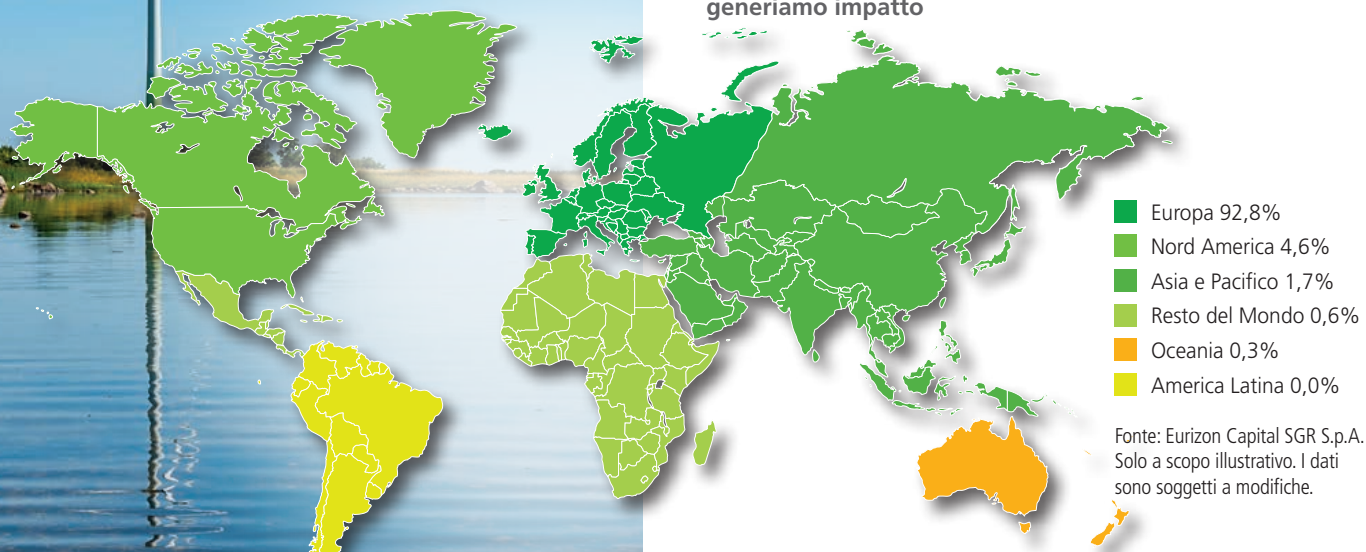 generiamo impatto
Europa 92,8%
Nord America 4,6%
Asia e Pacifico 1,7%
Resto del Mondo 0,6%
Oceania 0,3%
America Latina 0,0%
Fonte: Eurizon Capital SGR S.p.A.
Solo a scopo illustrativo. I dati
sono soggetti a modifiche.